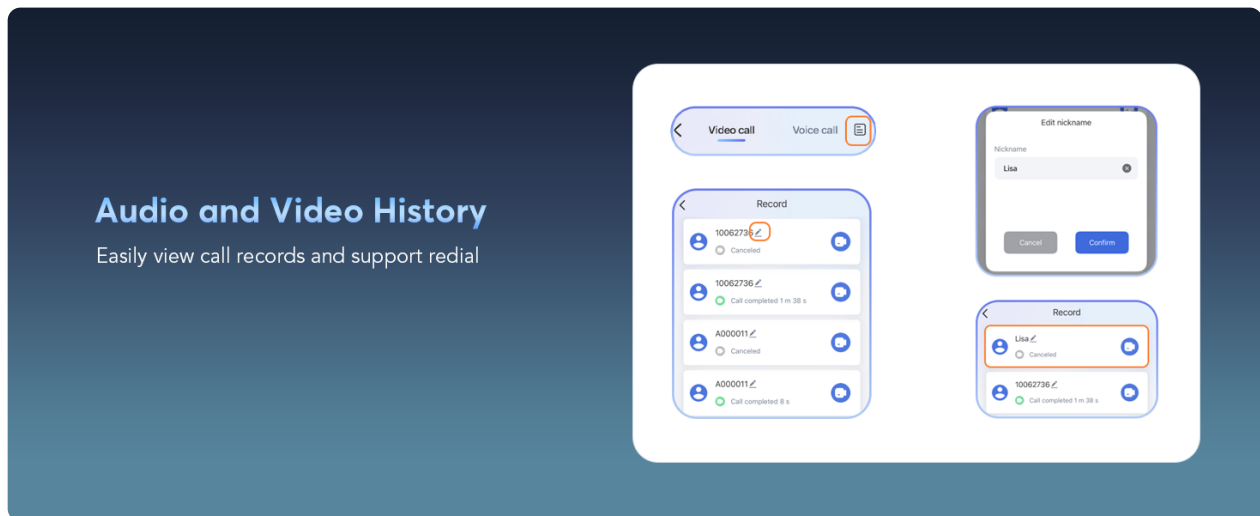 Audio and Video History
Easily view call records and support redial
Video call
Voice call
Record
10062736
Canceled
10062736
Call completed 1 m 38 s
A000011
Canceled
A000011
Call completed 8 s
Edit nickname
Nickname
Lisa
Cancel
Confirm
Record
Lisa
Canceled
10062736
Call completed 1 m 38 s